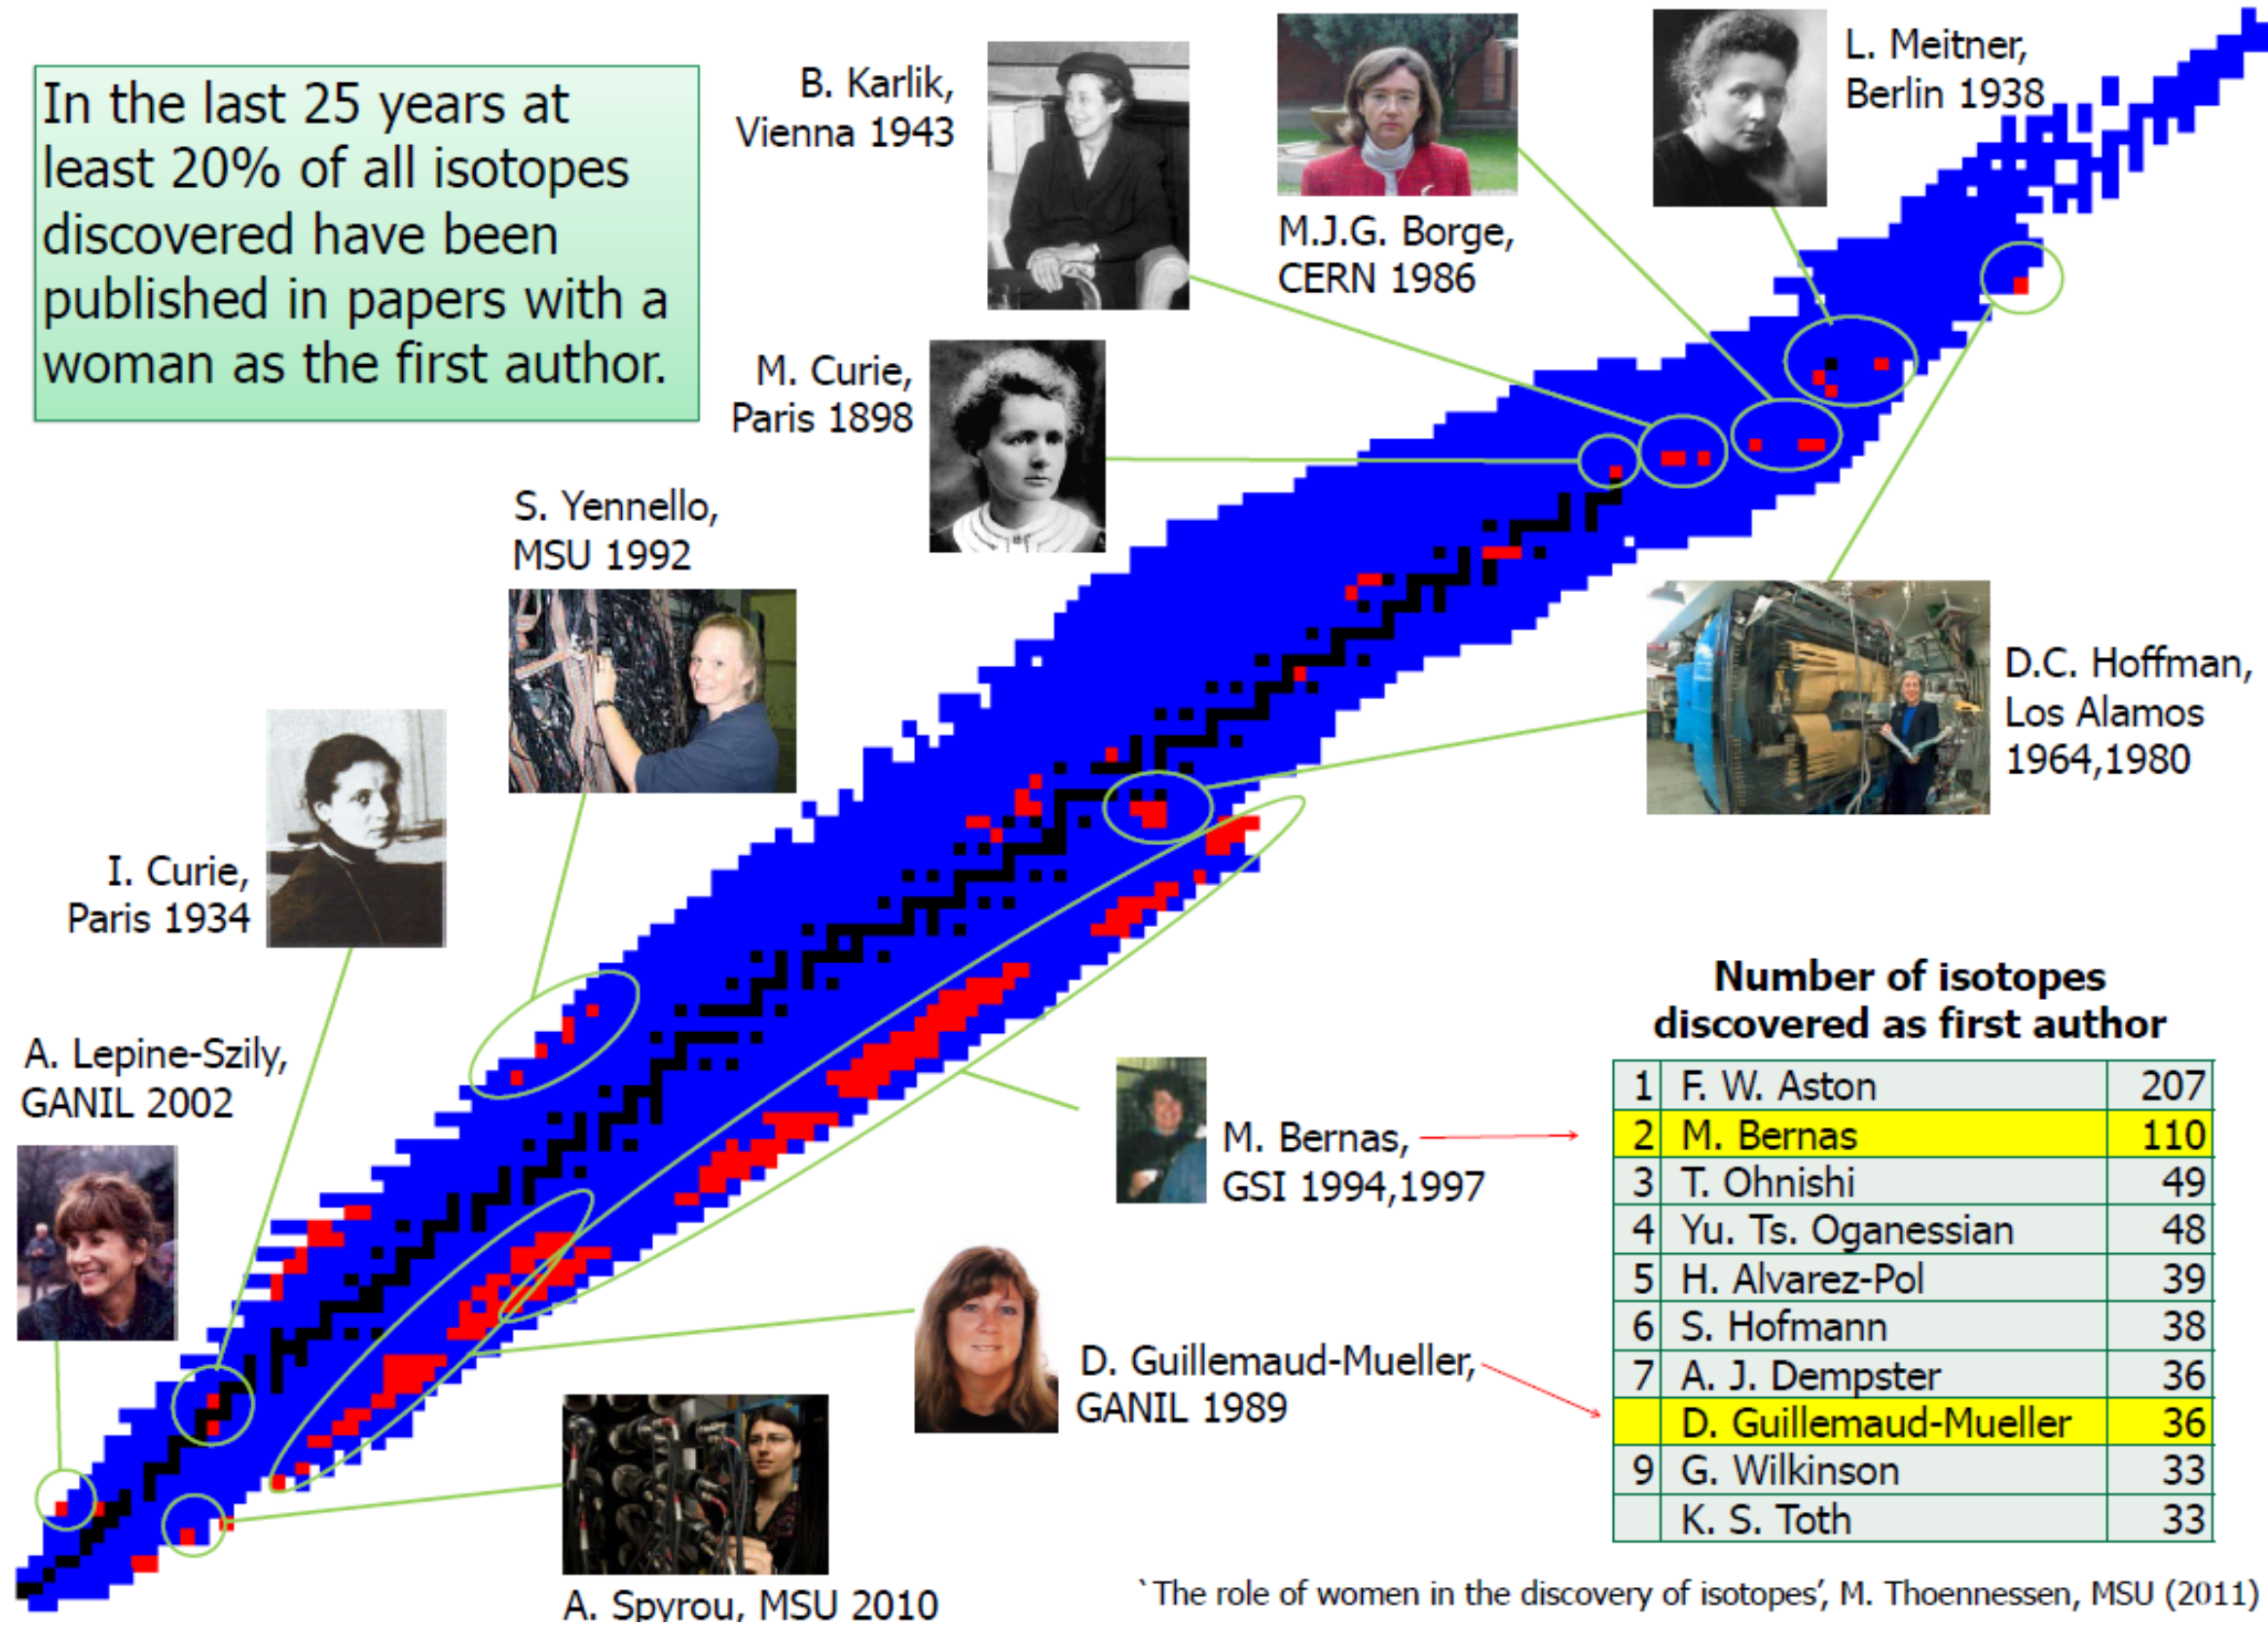 In the last 25 years at
least 20% of all isotopes
discovered have been
published in papers with a
woman as the first author.
B. Karlik,
Vienna 1943
M.J.G. Borge,
CERN 1986
L. Meitner,
Berlin 1938
M. Curie,
Paris 1898
S. Yennello,
MSU 1992
D.C. Hoffman,
Los Alamos
1964,1980
I. Curie,
Paris 1934
A. Lepine-Szily,
GANIL 2002
M. Bernas,
GSI 1994,1997
D. Guillemaud-Mueller,
GANIL 1989
A. Spyrou, MSU 2010
Number of isotopes
discovered as first author
1 F. W. Aston 207
2 M. Bernas 110
3 T. Ohnishi 49
4 Yu. Ts. Oganessian 48
5 H. Alvarez-Pol 39
6 S. Hofmann 38
7 A. J. Dempster 36
D. Guillemaud-Mueller 36
9 G. Wilkinson 33
K. S. Toth 33
`The role of women in the discovery of isotopes', M. Thoennessen, MSU (2011)